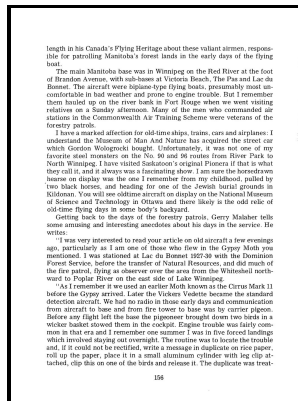 length in his Canada's Flying Heritage about these valiant airmen, respons-
ible for patrolling Manitoba's forest lands in the early days of the flying
boat.
The main Manitoba base was in Winnipeg on the Red River at the foot
of Brandon Avenue, with sub-bases at Victoria Beach, The Pas and Lac du
Bonnet. The aircraft were biplane-type flying boats, presumably most un-
comfortable in bad weather and prone to engine trouble. But I remember
them hauled up on the river bank in Fort Rouge when we went visiting
relatives on a Sunday afternoon. Many of the men who commanded air
stations in the Commonwealth Air Training Scheme were veterans of the
forestry patrols.
I have a marked affection for old-time ships, trains, cars and airplanes: I
understand the Museum of Man And Nature has acquired the street car
which Gordon Wologrocki bought. Unfortunately, it was not one of my
favorite steel monsters on the No. 90 and 96 routes from River Park to
North Winnipeg. I have visited Saskatoon's original Pionera if that is what
they call it, and it always was a fascinating show. I am sure the horsedrawn
hearse on display was the one I remember from my childhood, pulled by
two black horses, and heading for one of the Jewish burial grounds in
Kildonan. You will see oldtime aircraft on display on the National Museum
of Science and Technology in Ottawa and there likely is the odd relic of
old-time flying days in some body's backyard.
Getting back to the days of the forestry patrols, Gerry Malaher tells
some amusing and interesting anecdotes about his days in the service. He
writes:
"I was very interested to read your article on old aircraft a few evenings
ago, particularly as I am one of those who flew in the Gypsy Moth you
mentioned. I was stationed at Lac du Bonnet 1927-30 with the Dominion
Forest Service, before the transfer of Natural Resources, and did much of
the fire patrol, flying as observer over the area from the Whiteshell north-
ward to Poplar River on the east side of Lake Winnipeg.
"As I remember it we used an earlier Moth known as the Cirrus Mark 11
before the Gypsy arrived. Later the Vickers Vedette became the standard
detection aircraft. We had no radio in those early days and communication
from aircraft to base and from fire tower to base was by carrier pigeon.
Before any flight left the base the pigeoneer brought down two birds in a
wicker basket stowed them in the cockpit. Engine trouble was fairly com-
mon in that era and I remember one summer I was in five forced landings
which involved staying out overnight. The routine was to locate the trouble
and, if it could not be rectified, write a message in duplicate on rice paper,
roll up the paper, place it in a small aluminum cylinder with leg clip at-
tached, clip this on one of the birds and release it. The duplicate was treat-
156